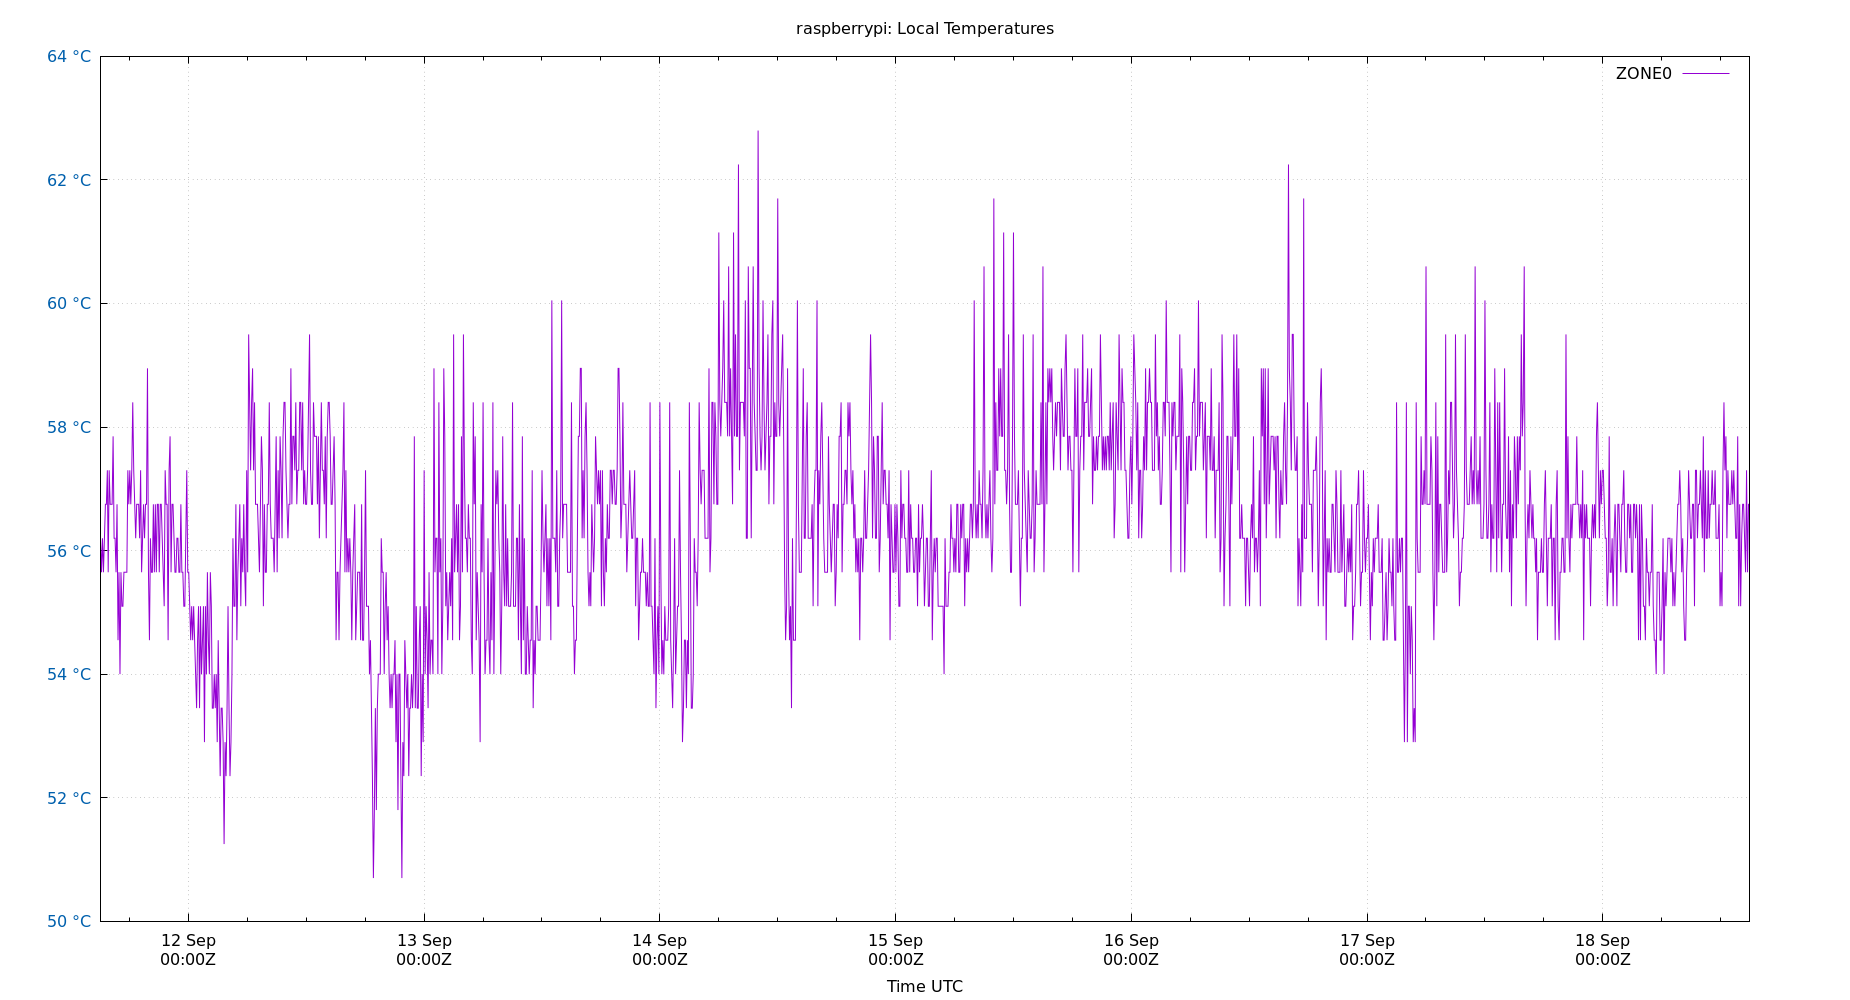 raspberrypi: Local Temperatures
ZONE0
64 °C
62 °C
60 °C
58 °C
56 °C
54 °C
52 °C
50 °C
12 Sep
00:00Z
13 Sep
00:00Z
14 Sep
00:00Z
15 Sep
00:00Z
16 Sep
00:00Z
17 Sep
00:00Z
18 Sep
00:00Z
Time UTC